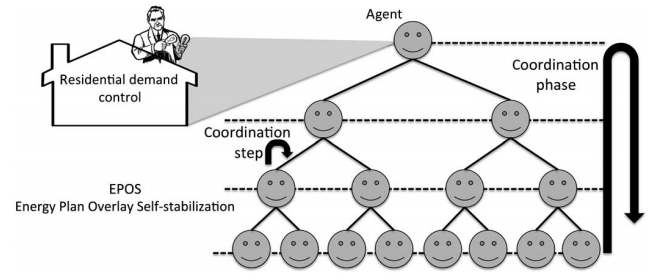 Agent
Residential demand
control
Coordination
phase
Coordination
step
EPOS
Energy Plan Overlay Self-stabilization